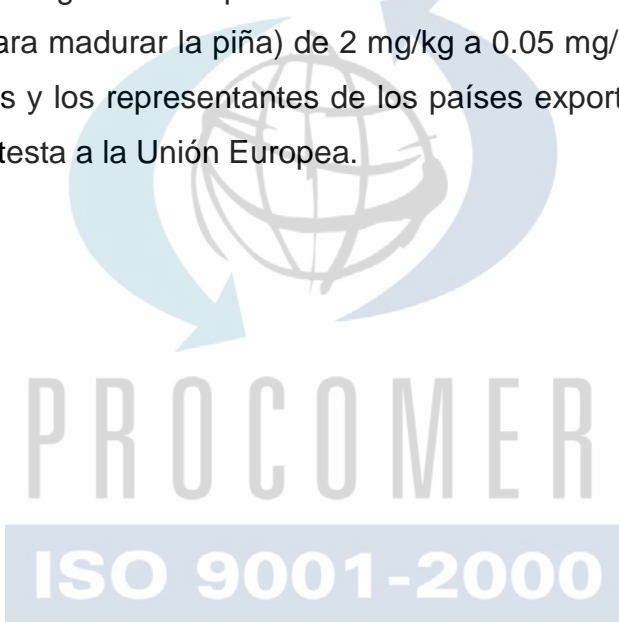 ara madurar la piña) de 2 mg/kg a 0.05 mg/
s y los representantes de los países export
testa a la Unión Europea.
PROCOMER
ISO 9001-2000